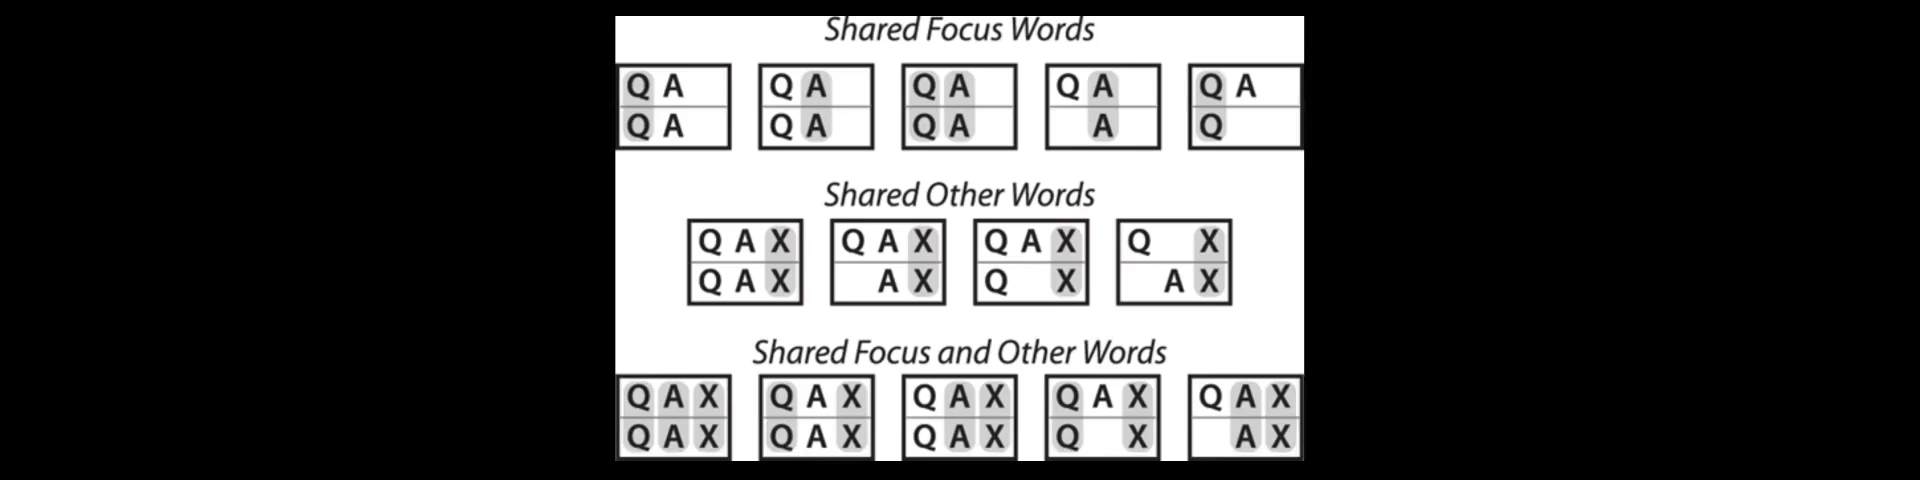 Shared Focus Words
Q A Q A Q A Q A Q A
Q A Q A Q A A Q
Shared Other Words
Q A X Q A X Q A X Q X
Q A X A X Q X A X
Shared Focus and Other Words
Q A X Q A X Q A X Q A X Q A X
Q A X Q A X Q A X Q X A X